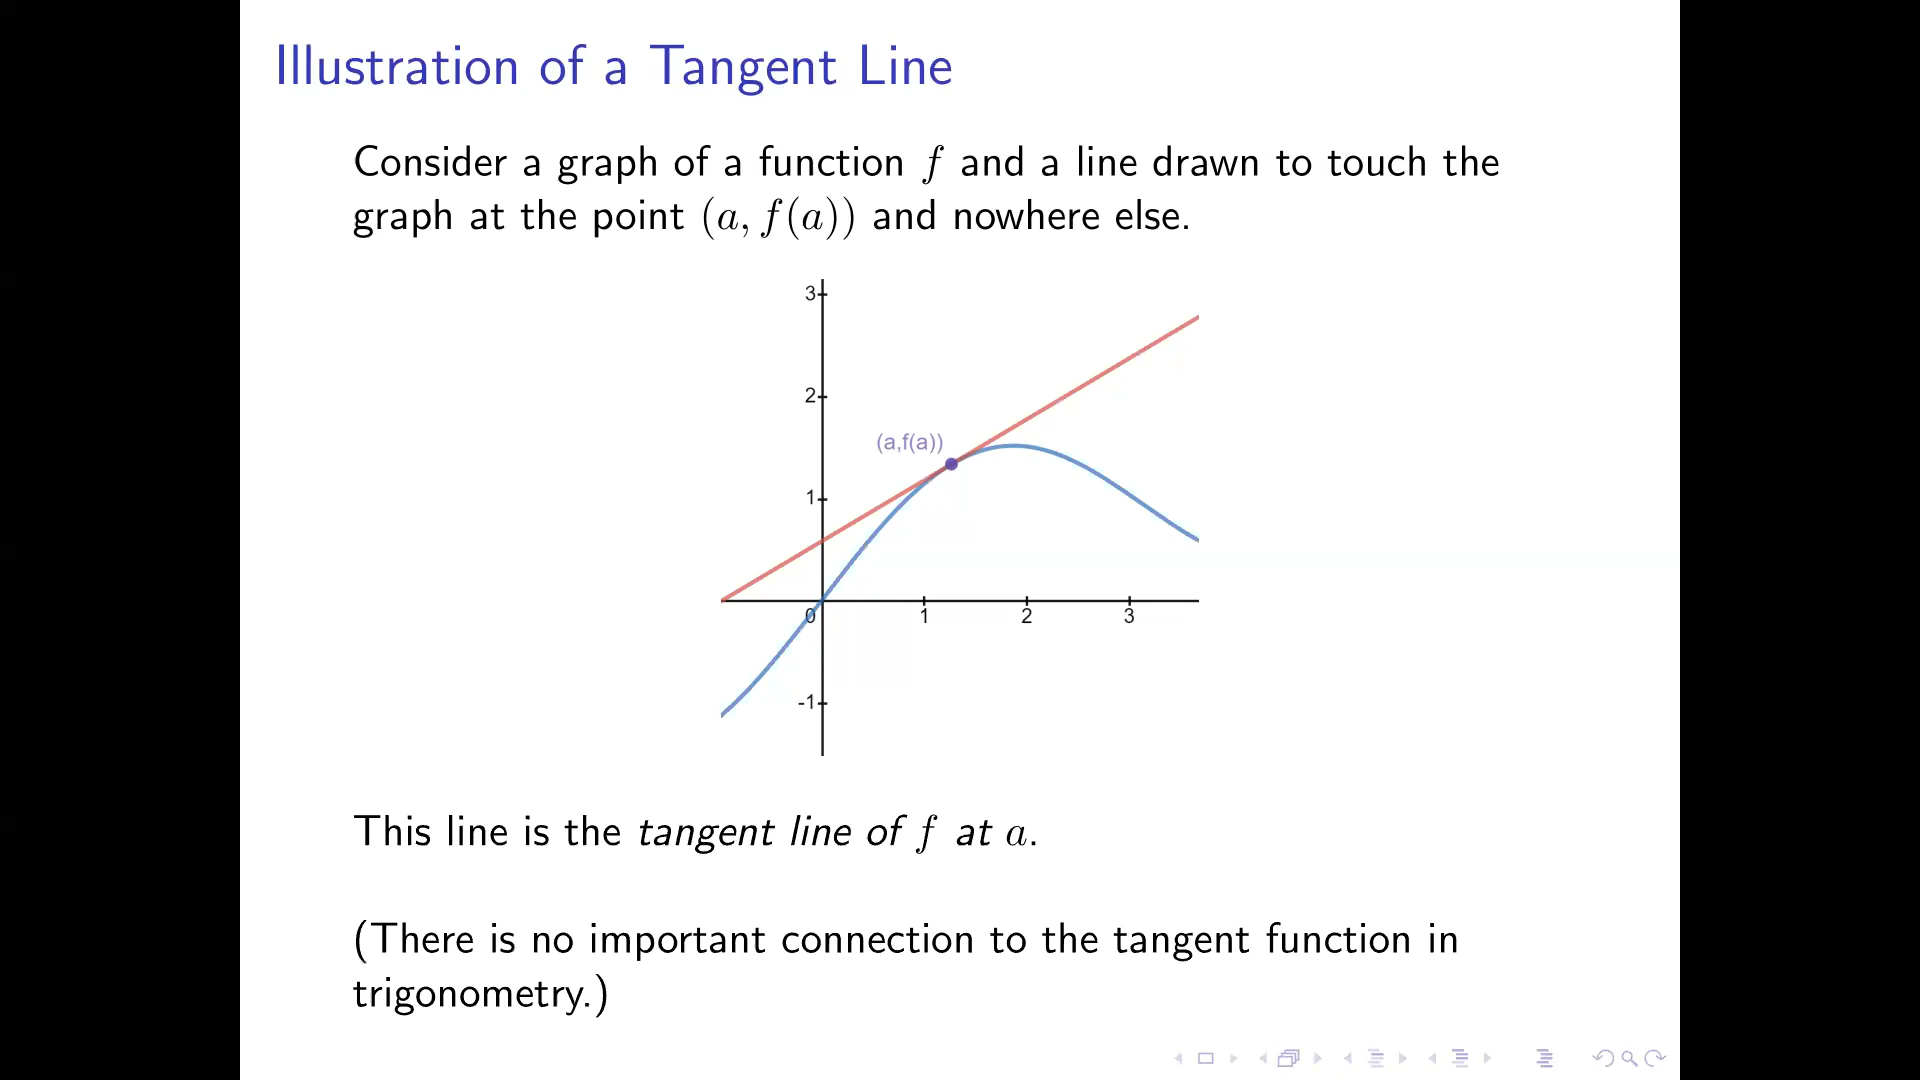 Illustration of a Tangent Line
Consider a graph of a function f and a line drawn to touch the
graph at the point (a, f(a)) and nowhere else.
3
2
(a,f(a))
1
0
1
2
3
-1
This line is the tangent line of f at a.
(There is no important connection to the tangent function in
trigonometry.)